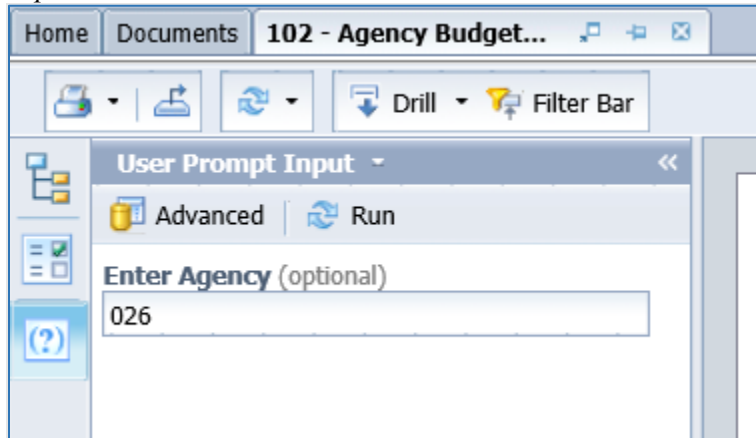 Home Documents 102 - Agency Budget...
Drill Filter Bar
User Prompt Input «
Advanced Run
Enter Agency (optional)
026
(?)